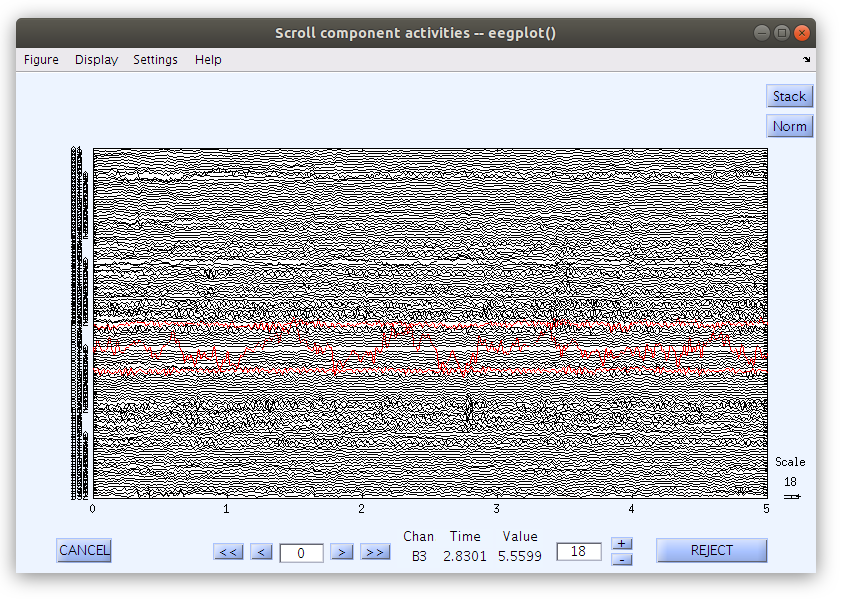 Scroll component activities -- eegplot()
Figure Display Settings Help
Stack
Norm
Scale
18
0 1 2 3 4 5
Chan Time Value
CANCEL << < 0 > >> B3 2.8301 5.5599 18 + - REJECT